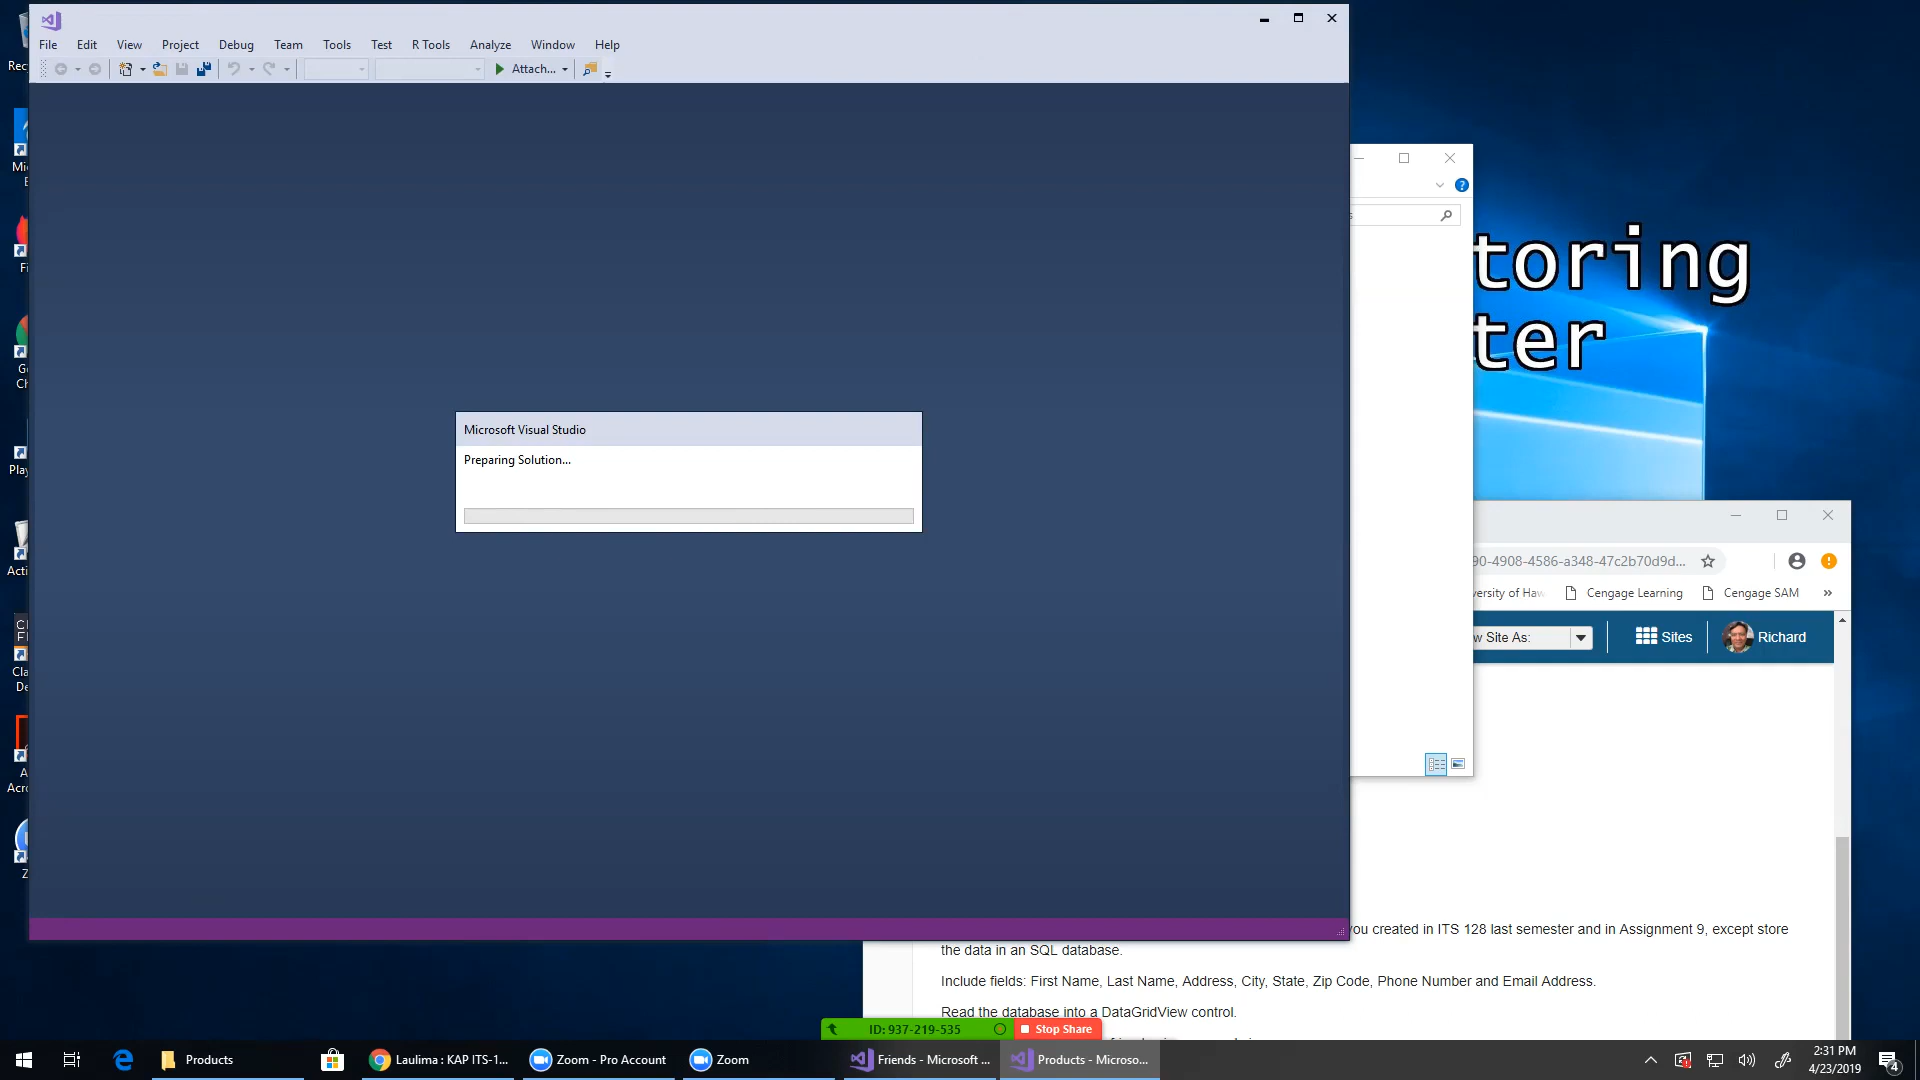 File Edit View Project Debug Team Tools Test R Tools Analyze Window Help
Attach...
Microsoft Visual Studio
Preparing Solution...
toring
ter
90-4908-4586-a348-47c2b70d9d...
versity of Haw Cengage Learning Cengage SAM »
w Site As: Sites Richard
you created in ITS 128 last semester and in Assignment 9, except store
the data in an SQL database.
Include fields: First Name, Last Name, Address, City, State, Zip Code, Phone Number and Email Address.
Read the database into a DataGridView control.
ID: 937-219-535 Stop Share
Products
Laulima : KAP ITS-1...
Zoom - Pro Account
Zoom
Friends - Microsoft ...
Products - Microso...
2:31 PM
4/23/2019
4